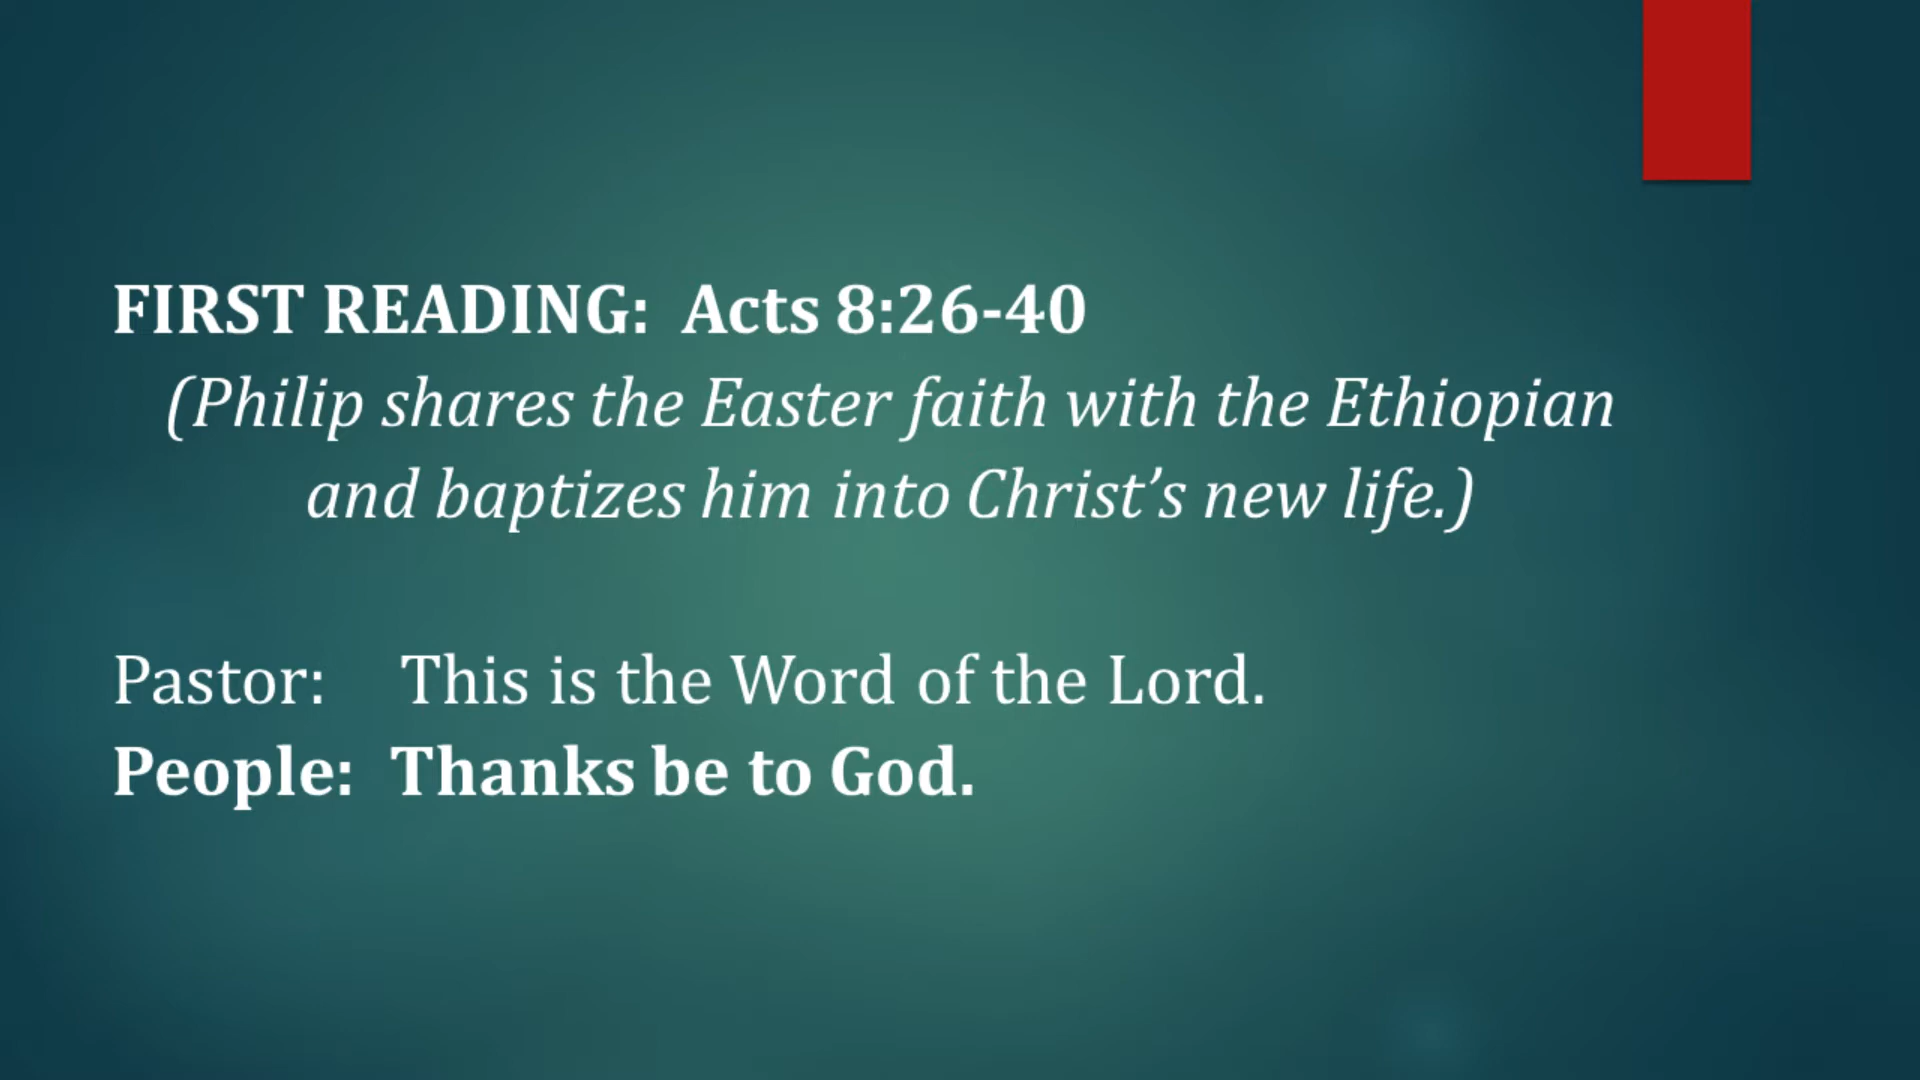 FIRST READING: Acts 8:26-40
(Philip shares the Easter faith with the Ethiopian
and baptizes him into Christ’s new life.)
Pastor: This is the Word of the Lord.
People: Thanks be to God.